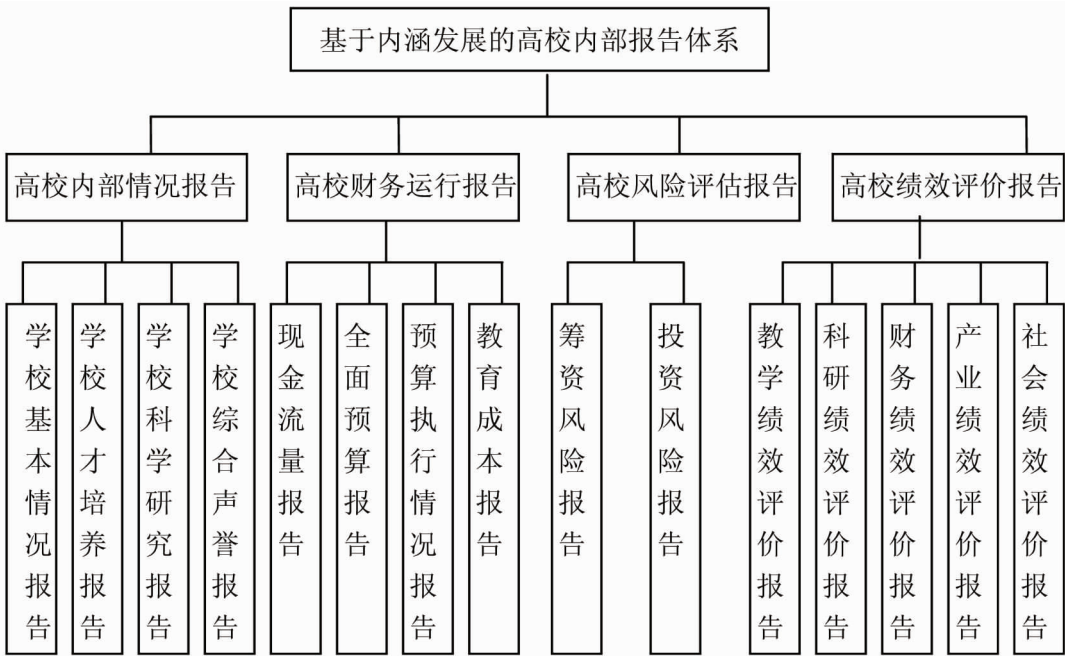 基于内涵发展的高校内部报告体系
高校内部情况报告
高校财务运行报告
高校风险评估报告
高校绩效评价报告
学校基本情况报告
学校人才培养报告
学校科学研究报告
学校综合声誉报告
现金流量报告
全面预算报告
预算执行情况报告
教育成本报告
筹资风险报告
投资风险报告
教学绩效评价报告
科研绩效评价报告
财务绩效评价报告
产业绩效评价报告
社会绩效评价报告